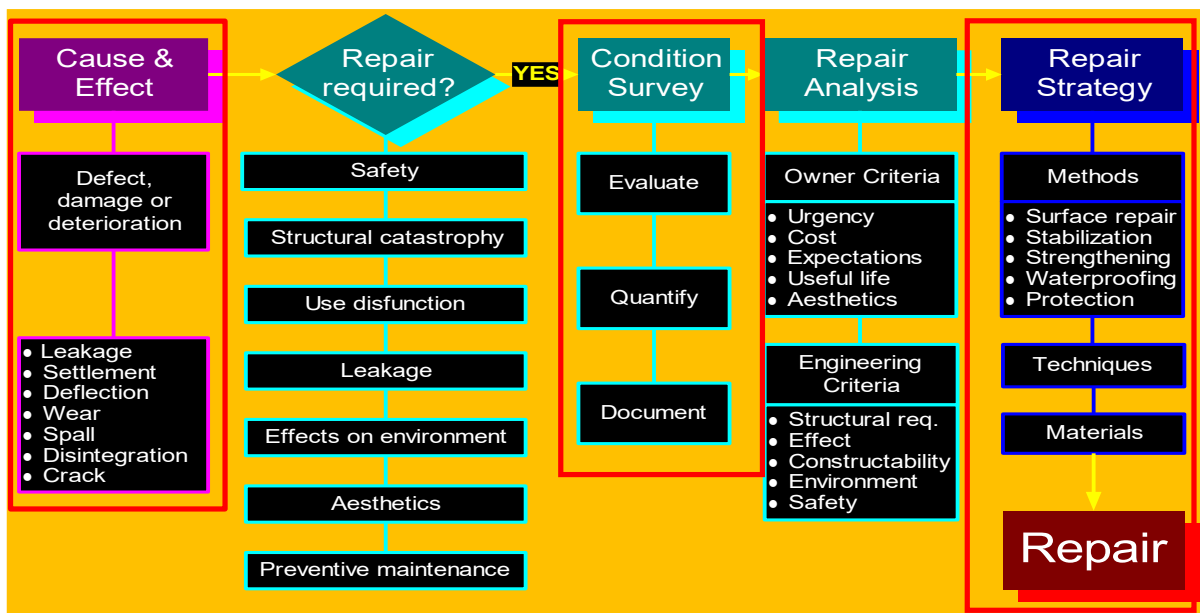 Cause &
Effect
Defect,
damage or
deterioration
• Leakage
• Settlement
• Deflection
• Wear
• Spall
• Disintegration
• Crack
Repair
required?
YES
Safety
Structural catastrophy
Use disfunction
Leakage
Effects on environment
Aesthetics
Preventive maintenance
Condition
Survey
Evaluate
Quantify
Document
Repair
Analysis
Owner Criteria
• Urgency
• Cost
• Expectations
• Useful life
• Aesthetics
Engineering
Criteria
• Structural req.
• Effect
• Constructability
• Environment
• Safety
Repair
Strategy
Methods
• Surface repair
• Stabilization
• Strengthening
• Waterproofing
• Protection
Techniques
Materials
Repair